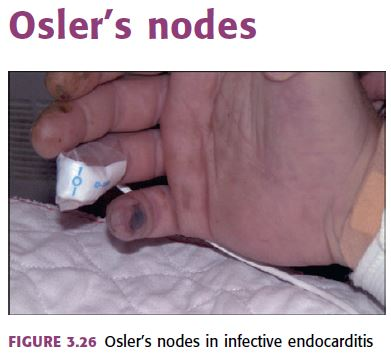 Osler's nodes
FIGURE 3.26 Osler's nodes in infective endocarditis